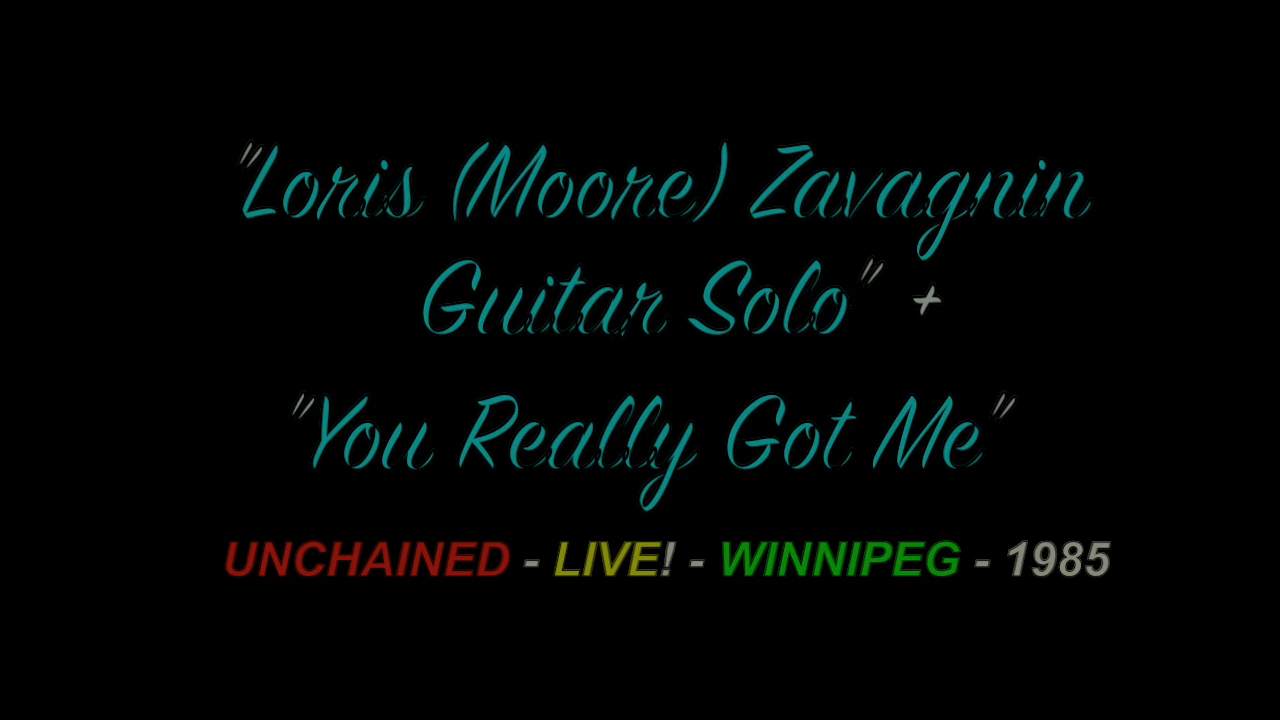 "Loris (Moore) Zavagnin
Guitar Solo" +
"You Really Got Me"
UNCHAINED - LIVE! - WINNIPEG - 1985